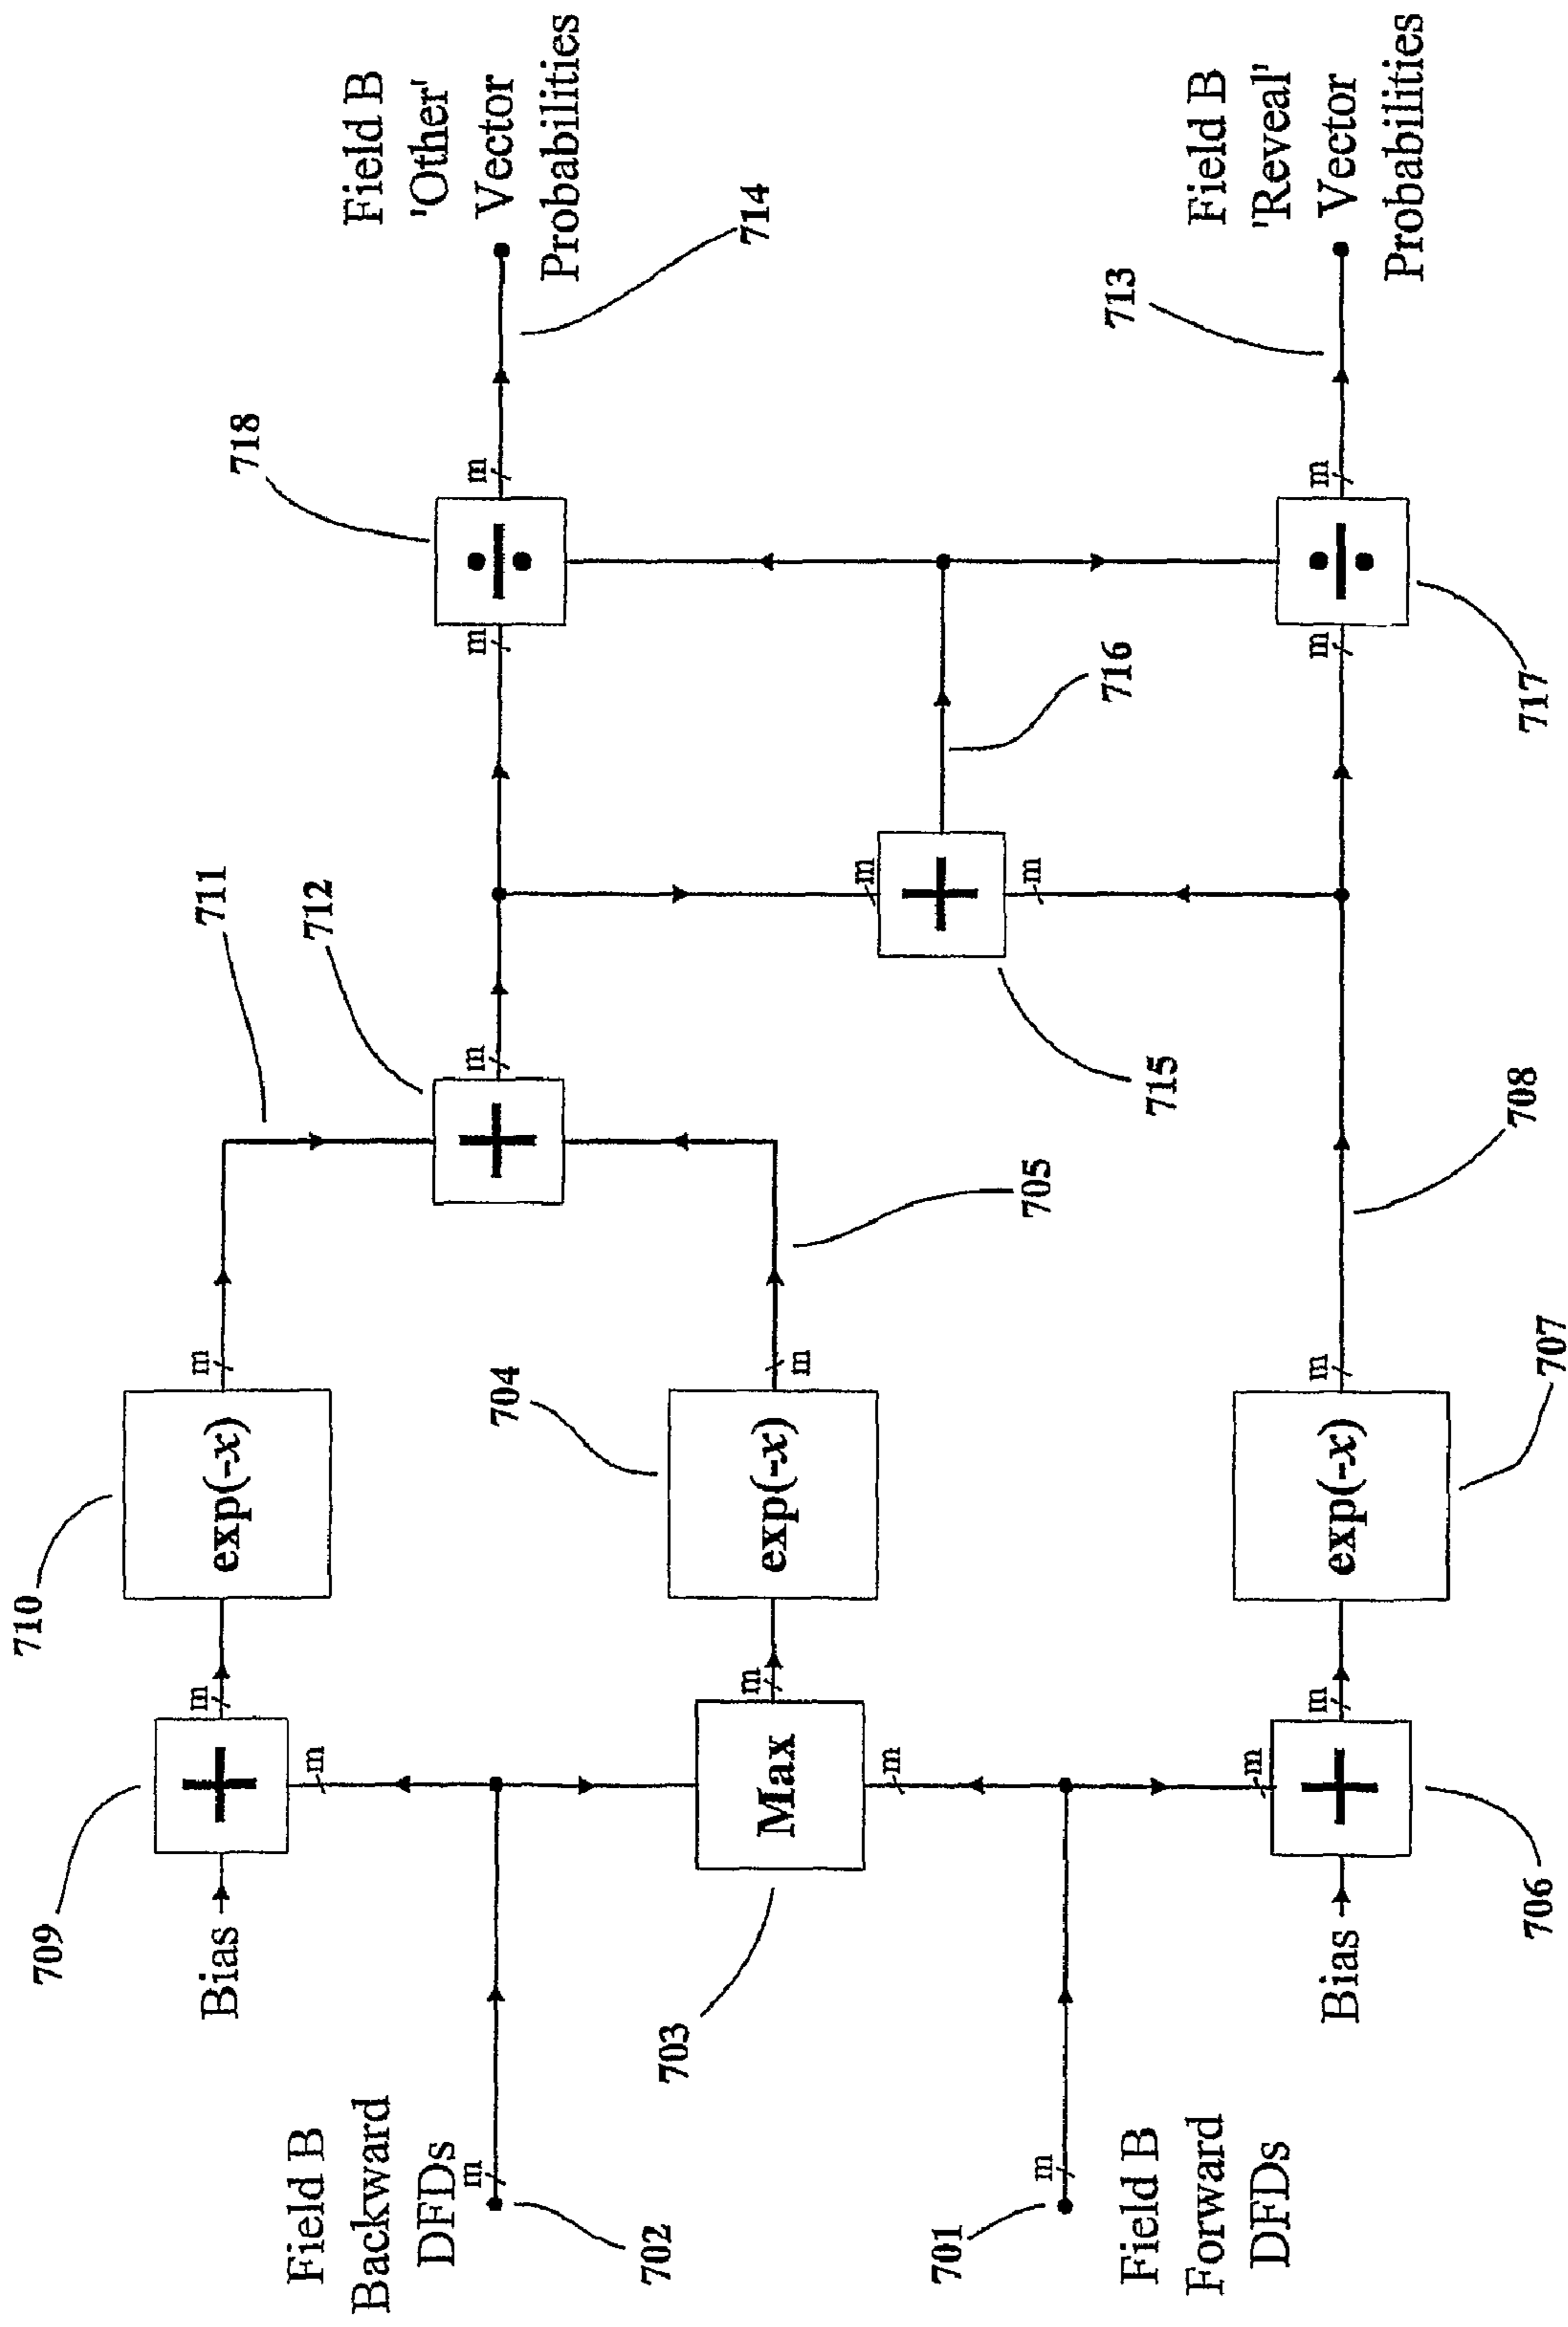 Field B
Backward
DFDs
m
702
Field B
Forward
DFDs
m
701
Bias
709
m
m
710
exp(-x)
m
711
Max
703
m
m
704
exp(-x)
m
705
Bias
706
m
m
707
exp(-x)
m
708
712
m
m
m
715
716
m
718
m
714
m
717
m
713
Field B
'Other'
Vector
Probabilities
Field B
'Reveal'
Vector
Probabilities
+
+
+
+
÷
÷